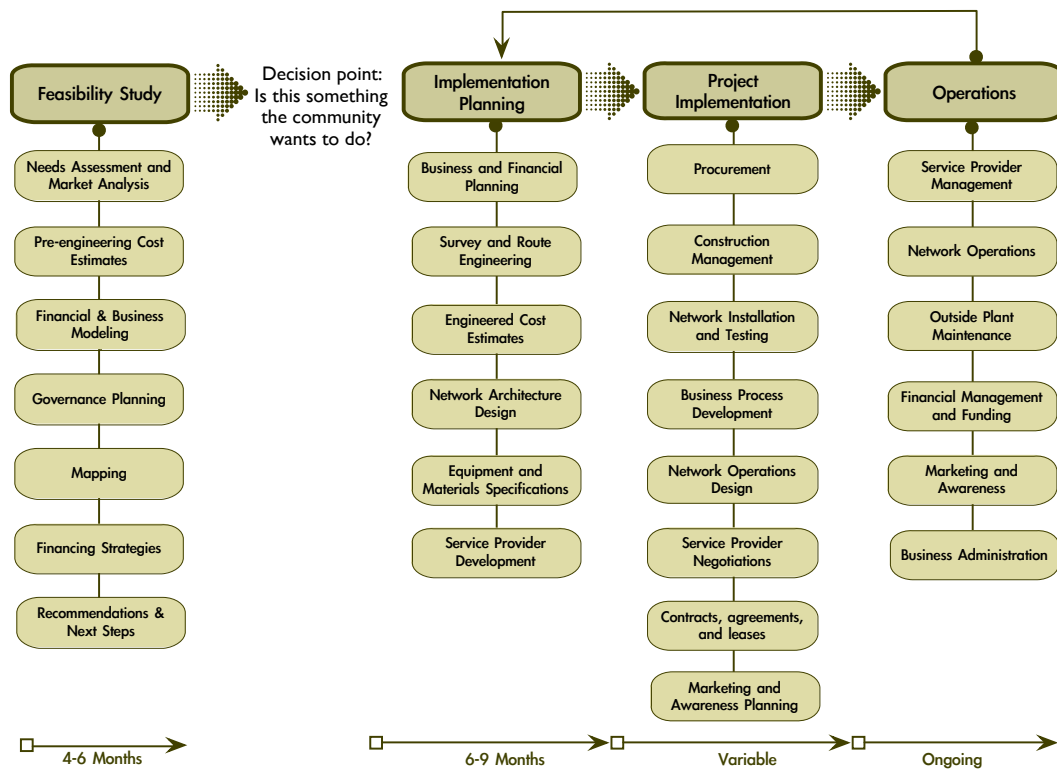 Feasibility Study
Needs Assessment and
Market Analysis
Pre-engineering Cost
Estimates
Financial & Business
Modeling
Governance Planning
Mapping
Financing Strategies
Recommendations &
Next Steps
4-6 Months
Decision point:
Is this something
the community
wants to do?
Implementation
Planning
Business and Financial
Planning
Survey and Route
Engineering
Engineered Cost
Estimates
Network Architecture
Design
Equipment and
Materials Specifications
Service Provider
Development
6-9 Months
Project
Implementation
Procurement
Construction
Management
Network Installation
and Testing
Business Process
Development
Network Operations
Design
Service Provider
Negotiations
Contracts, agreements,
and leases
Marketing and
Awareness Planning
Variable
Operations
Service Provider
Management
Network Operations
Outside Plant
Maintenance
Financial Management
and Funding
Marketing and
Awareness
Business Administration
Ongoing